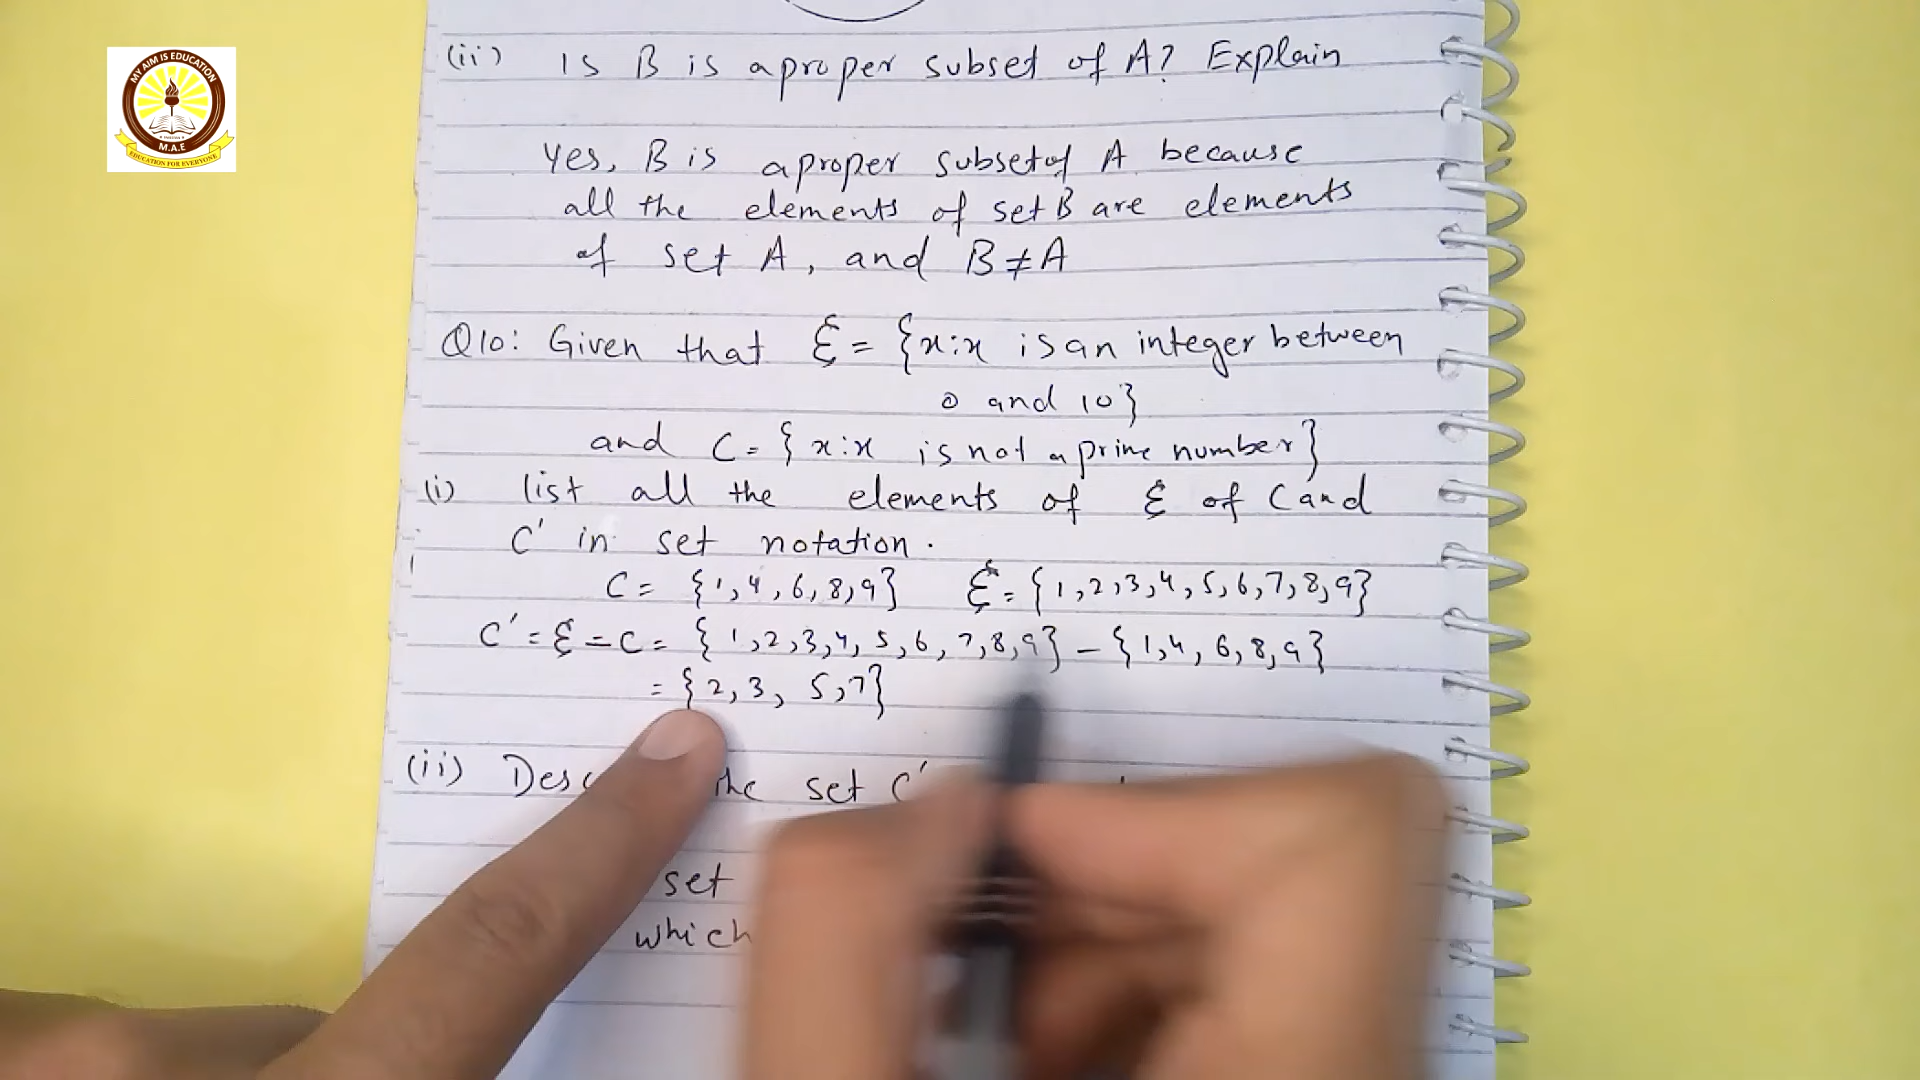 MY AIM IS EDUCATION
M.A.E
EDUCATION FOR EVERYONE
(ii) Is B is a proper subset of A? Explain
Yes, B is a proper subset of A because
all the elements of set B are elements
of set A, and B≠A
Q10: Given that ξ = {x:x is an integer between
0 and 10}
and C = {x:x is not a prime number}
(i) list all the elements of ξ of C and
C' in set notation.
C = {1,4,6,8,9} ξ = {1,2,3,4,5,6,7,8,9}
C' = ξ - C = {1,2,3,4,5,6,7,8,9} - {1,4,6,8,9}
= {2,3, 5,7}
(ii) set C'
set
which